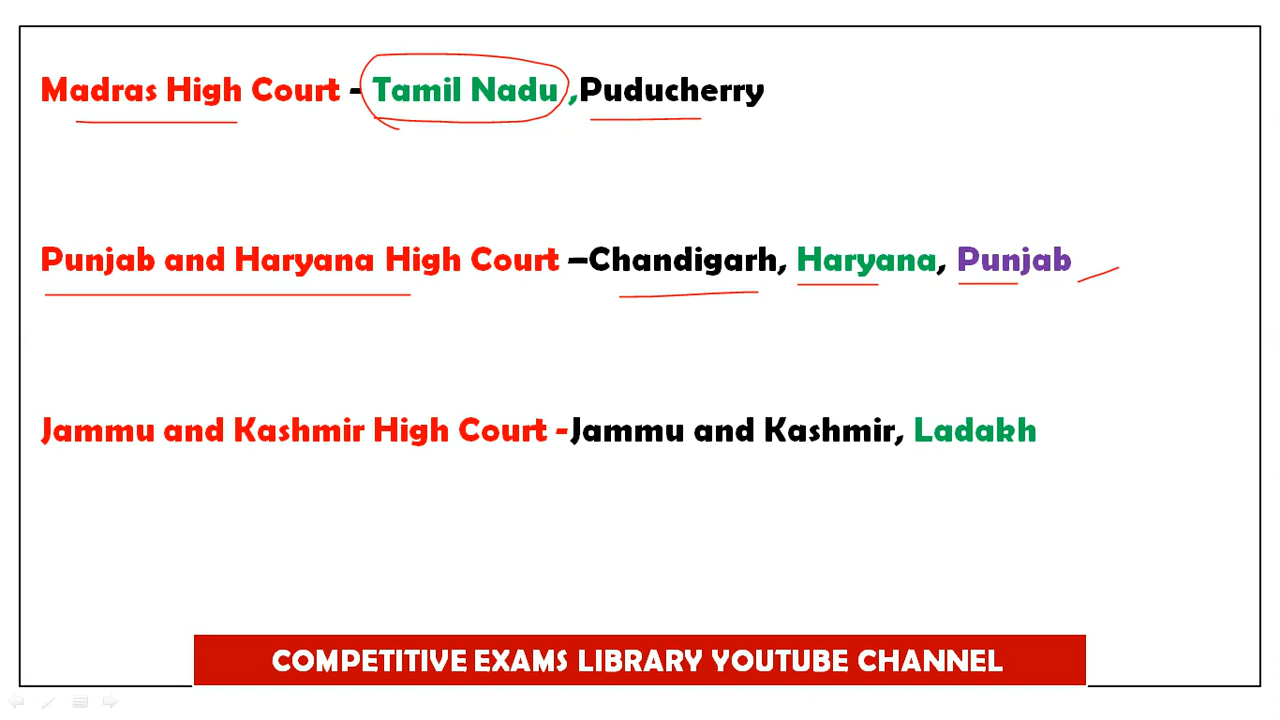 Madras High Court - Tamil Nadu ,Puducherry
Punjab and Haryana High Court –Chandigarh, Haryana, Punjab
Jammu and Kashmir High Court -Jammu and Kashmir, Ladakh
COMPETITIVE EXAMS LIBRARY YOUTUBE CHANNEL